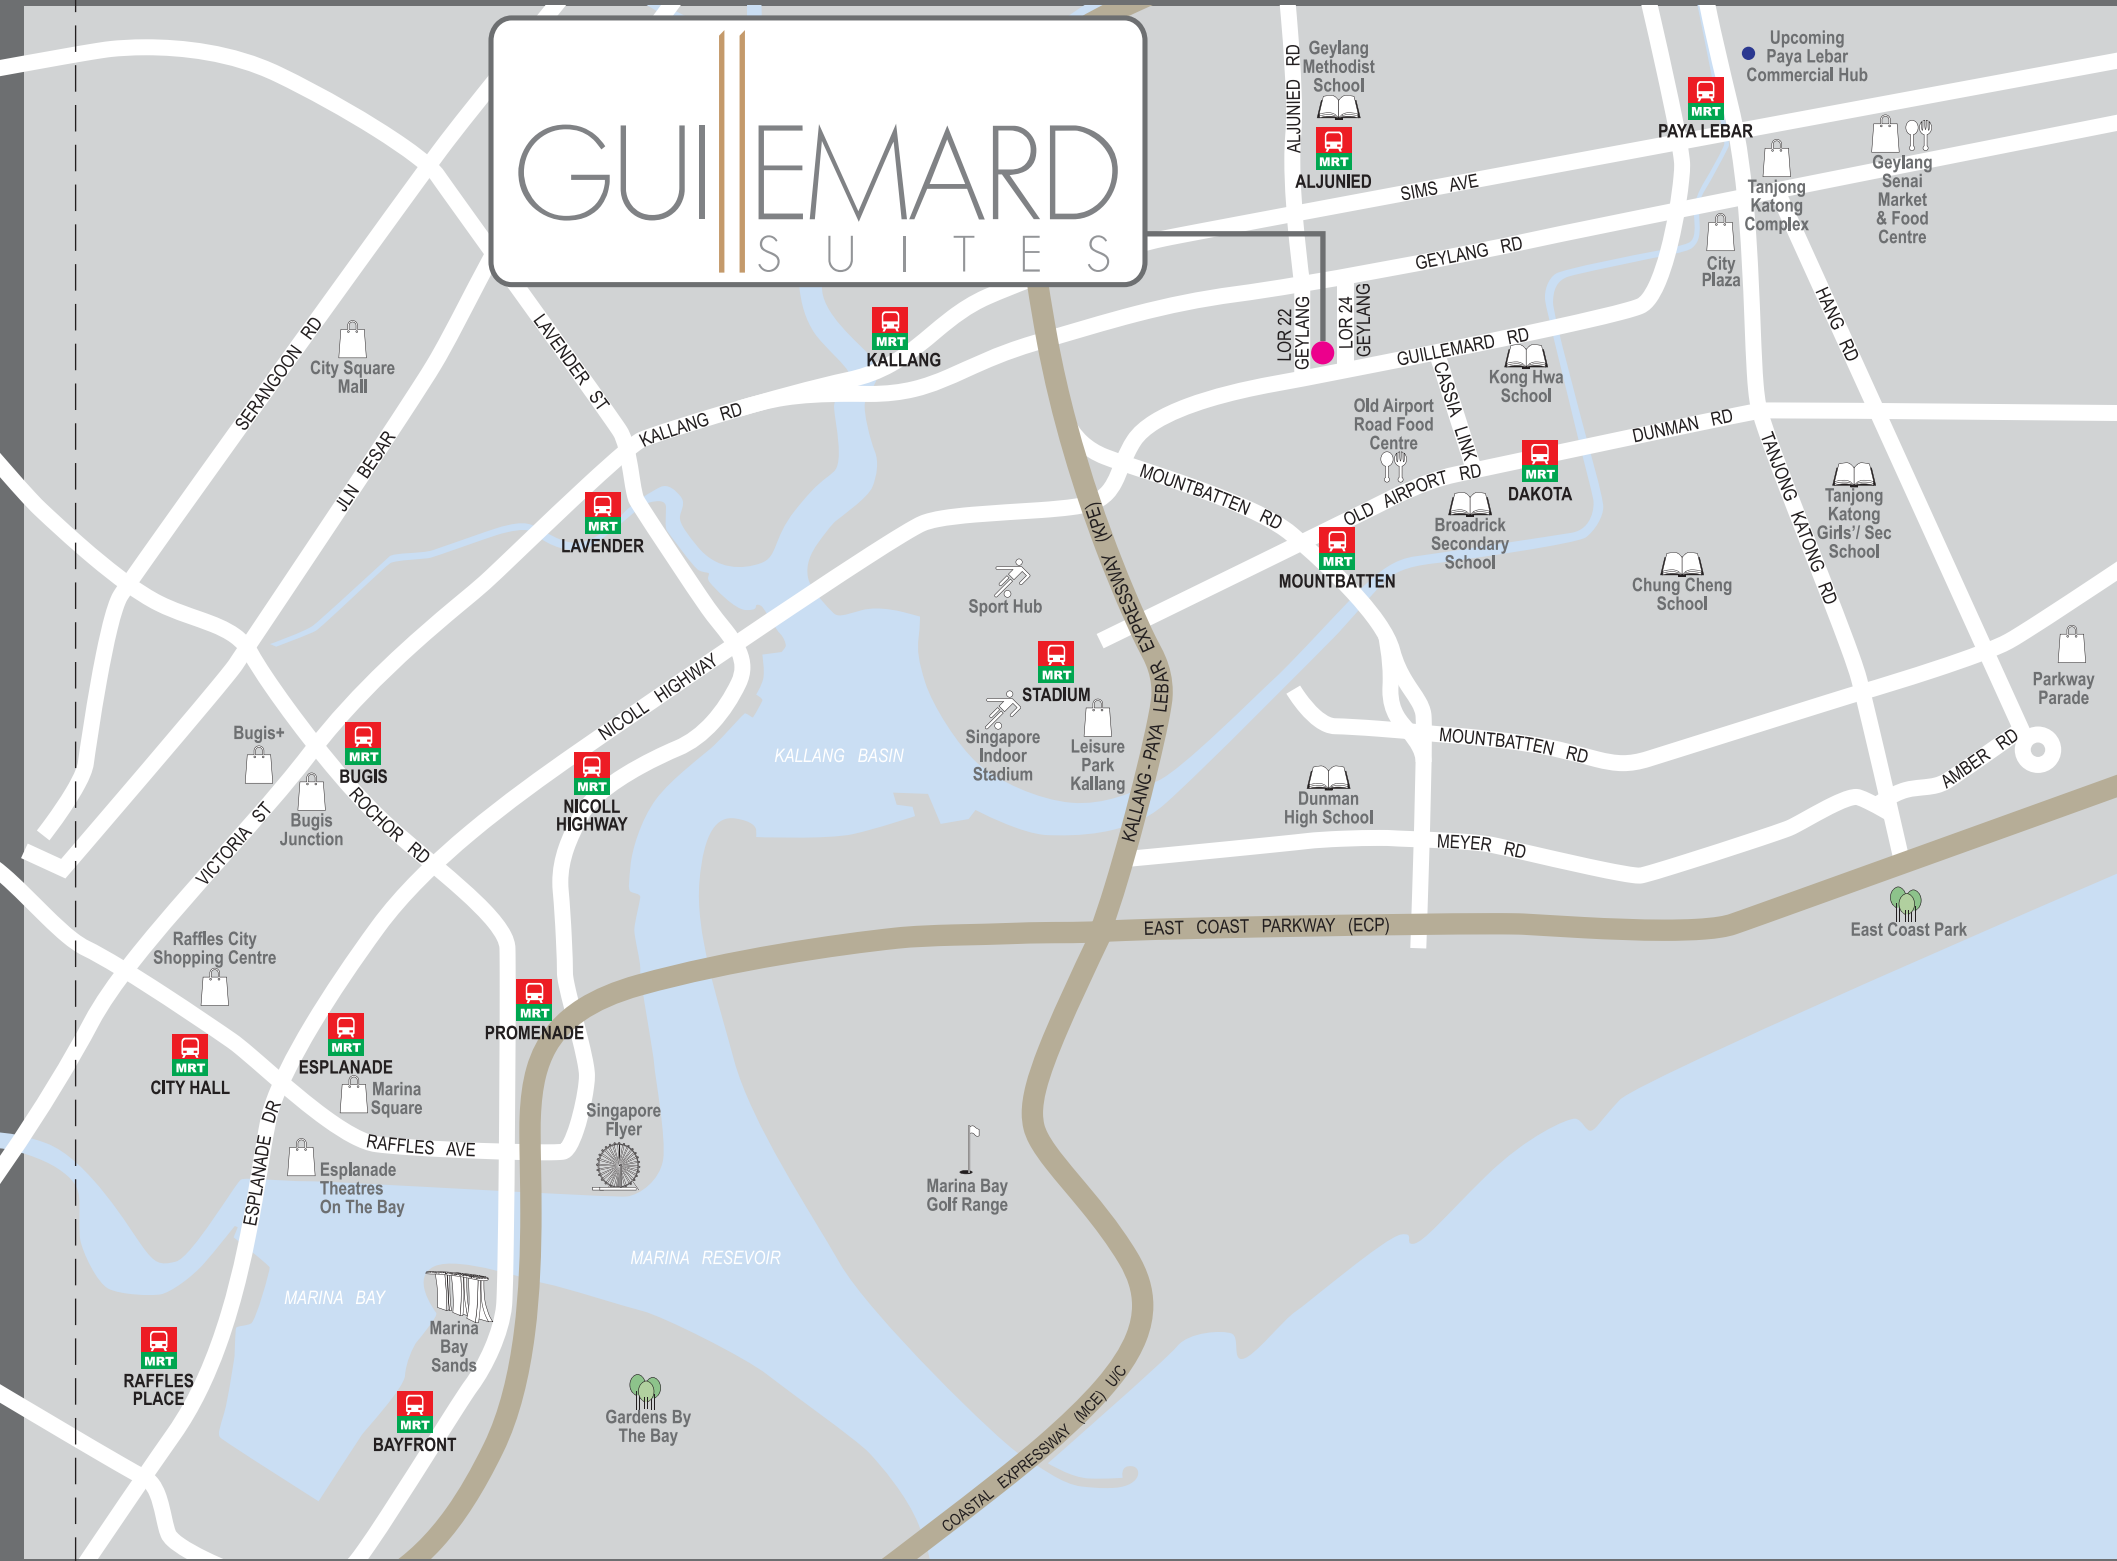 GUILLEMARD
SUITES
Upcoming
Paya Lebar
Commercial Hub
ALJUNIED RD
Geylang
Methodist
School
MRT
ALJUNIED
MRT
PAYA LEBAR
SIMS AVE
Tanjong
Katong
Complex
Geylang
Senai
Market
& Food
Centre
City
Plaza
GEYLANG RD
LOR 22
GEYLANG
LOR 24
GEYLANG
HANG RD
GUILLEMARD RD
CASSIA LINK
Kong Hwa
School
Old Airport
Road Food
Centre
DUNMAN RD
MRT
DAKOTA
OLD AIRPORT RD
Broadrick
Secondary
School
MOUNTBATTEN RD
MRT
MOUNTBATTEN
TANJONG KATONG RD
Tanjong
Katong
Girls'/ Sec
School
Chung Cheng
School
Parkway
Parade
MRT
KALLANG
City Square
Mall
SERANGOON RD
JLN BESAR
LAVENDER ST
KALLANG RD
MRT
LAVENDER
Sport Hub
MRT
STADIUM
Singapore
Indoor
Stadium
Leisure
Park
Kallang
KALLANG - PAYA LEBAR EXPRESSWAY (KPE)
KALLANG BASIN
NICOLL HIGHWAY
MRT
NICOLL
HIGHWAY
Bugis+
MRT
BUGIS
Bugis
Junction
ROCHOR RD
VICTORIA ST
MOUNTBATTEN RD
AMBER RD
Dunman
High School
MEYER RD
EAST COAST PARKWAY (ECP)
East Coast Park
Raffles City
Shopping Centre
MRT
CITY HALL
MRT
ESPLANADE
Marina
Square
MRT
PROMENADE
RAFFLES AVE
ESPLANADE DR
Esplanade
Theatres
On The Bay
Singapore
Flyer
Marina Bay
Golf Range
MARINA RESEVOIR
MARINA BAY
Marina
Bay
Sands
MRT
RAFFLES
PLACE
MRT
BAYFRONT
Gardens By
The Bay
COASTAL EXPRESSWAY (MCE) U/C